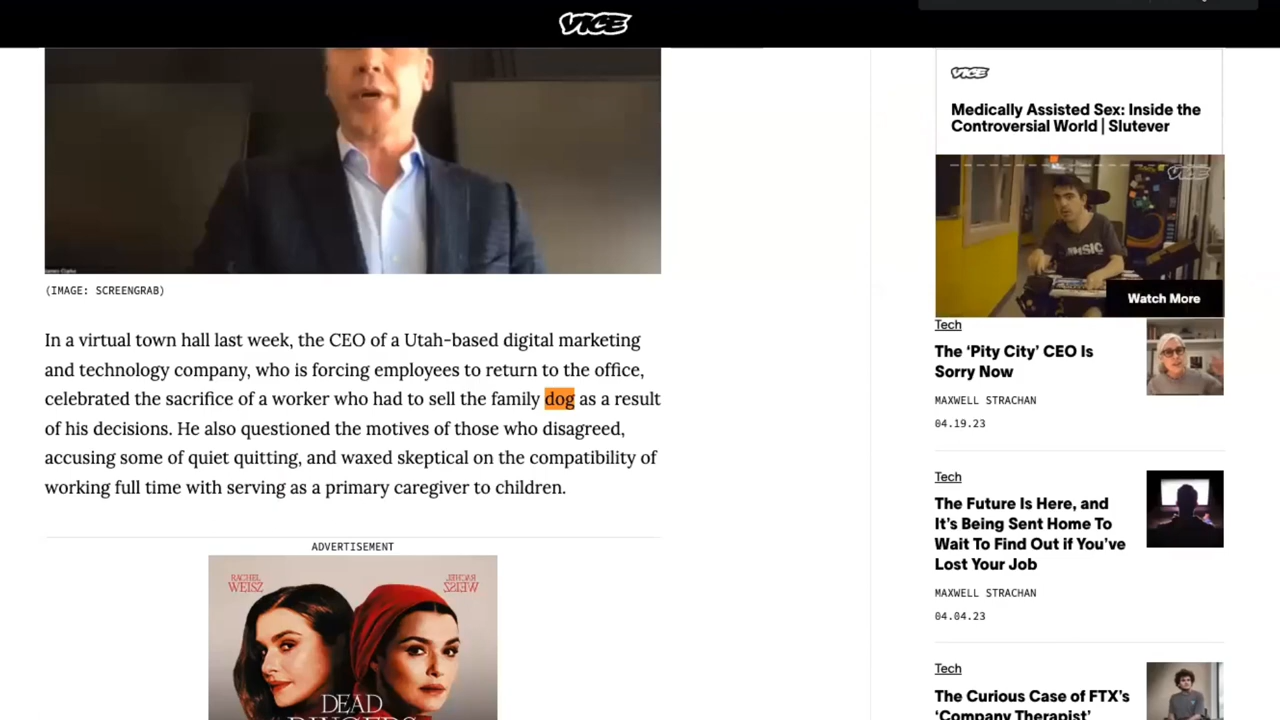 VICE
(IMAGE: SCREENGRAB)
In a virtual town hall last week, the CEO of a Utah-based digital marketing
and technology company, who is forcing employees to return to the office,
celebrated the sacrifice of a worker who had to sell the family dog as a result
of his decisions. He also questioned the motives of those who disagreed,
accusing some of quiet quitting, and waxed skeptical on the compatibility of
working full time with serving as a primary caregiver to children.
ADVERTISEMENT
RACHEL
WEISZ
RACHEL
WEISZ
DEAD
RINGERS
VICE
Medically Assisted Sex: Inside the
Controversial World | Slutever
VICE
MUSIC
Watch More
Tech
The ‘Pity City’ CEO Is
Sorry Now
MAXWELL STRACHAN
04.19.23
Tech
The Future Is Here, and
It’s Being Sent Home To
Wait To Find Out if You’ve
Lost Your Job
MAXWELL STRACHAN
04.04.23
Tech
The Curious Case of FTX’s
‘Company Therapist’